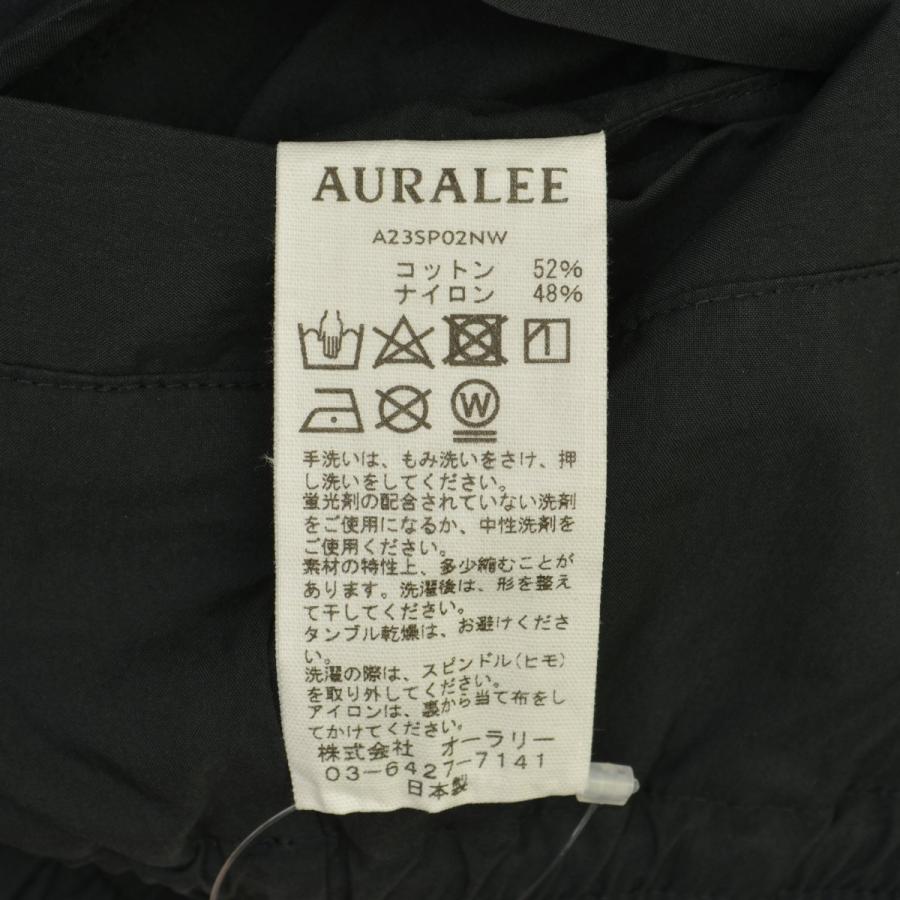 AURALEE
A23SP02NW
コットン 52%
ナイロン 48%
W
手洗いは、もみ洗いをさけ、押
し洗いをしてください。
蛍光剤の配合されていない洗剤
をご使用になるか、中性洗剤を
ご使用ください。
素材の特性上、多少縮むことが
あります。洗濯後は、形を整え
て干してください。
タンブル乾燥は、お避けくださ
い。
洗濯の際は、スピンドル(ヒモ)
を取り外してください。
アイロンは、裏から当て布をし
てかけてください。
株式会社 オーラリー
03-6427-7141
日本製